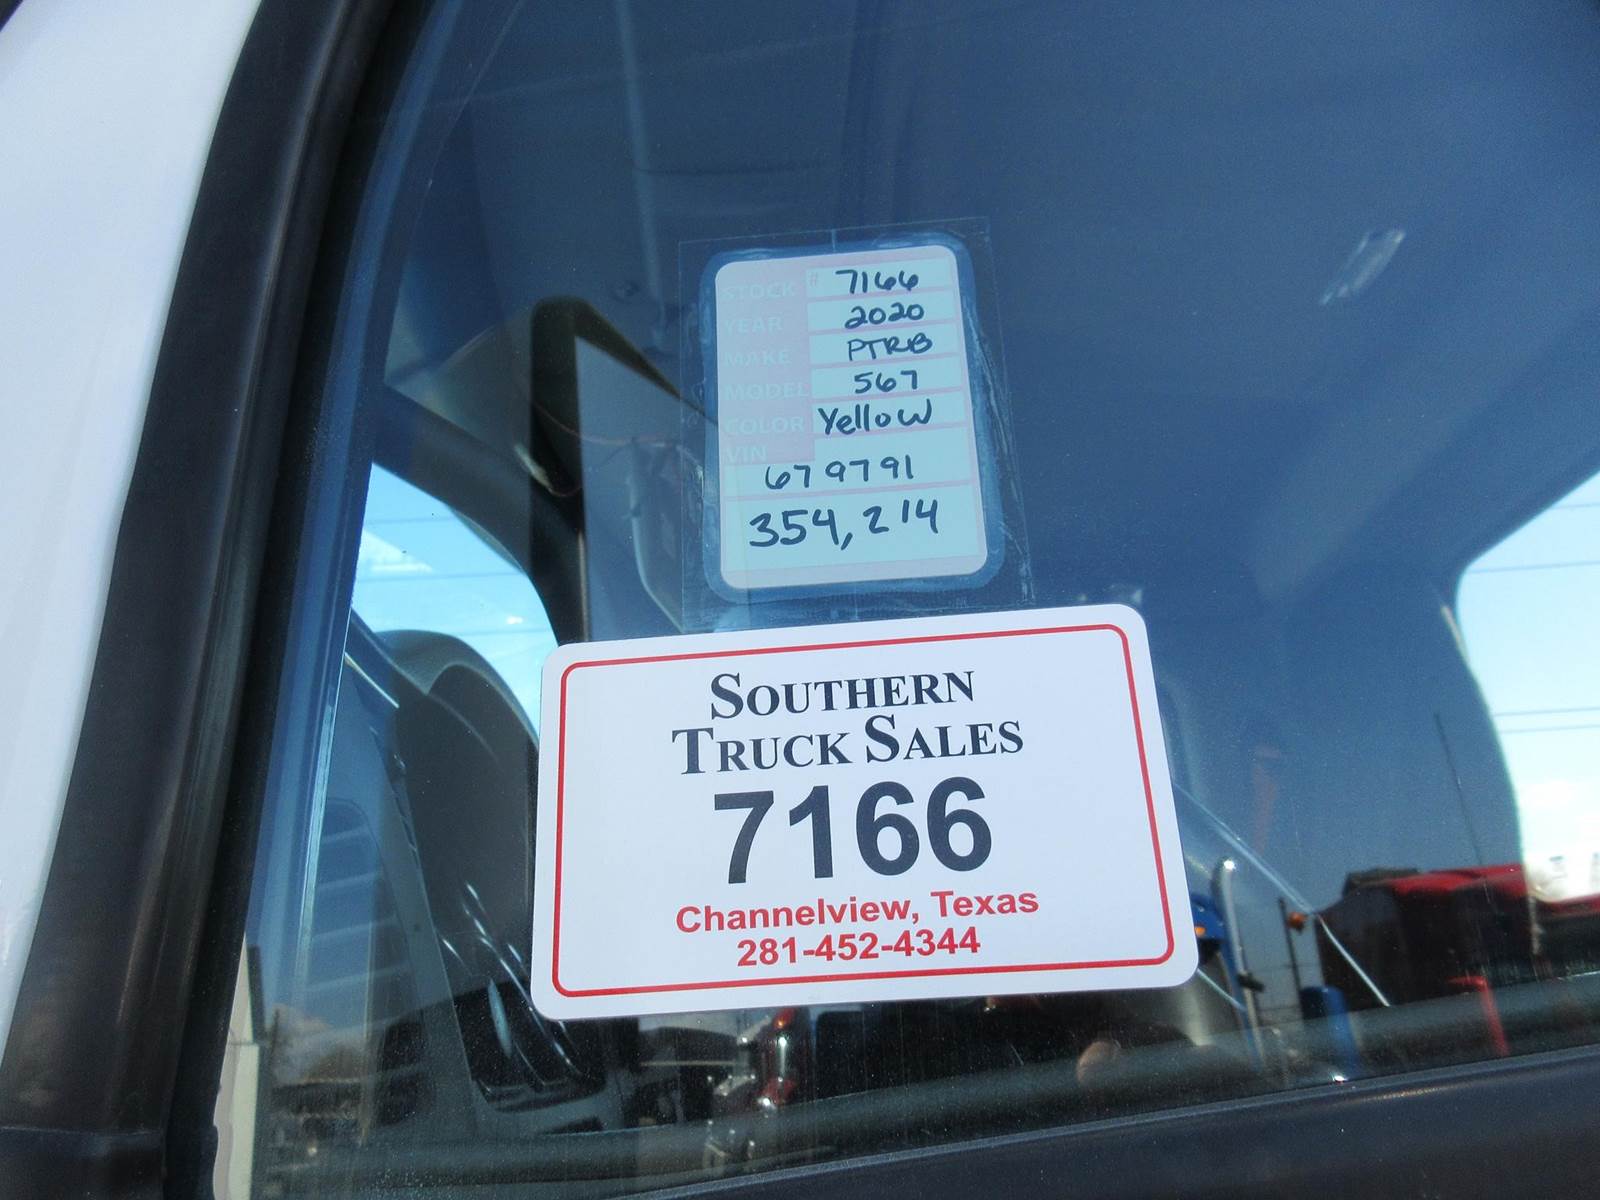 STOCK # 7166
YEAR 2020
MAKE PTRB
MODEL 567
COLOR Yellow
VIN
679791
354,214
SOUTHERN
TRUCK SALES
7166
Channelview, Texas
281-452-4344